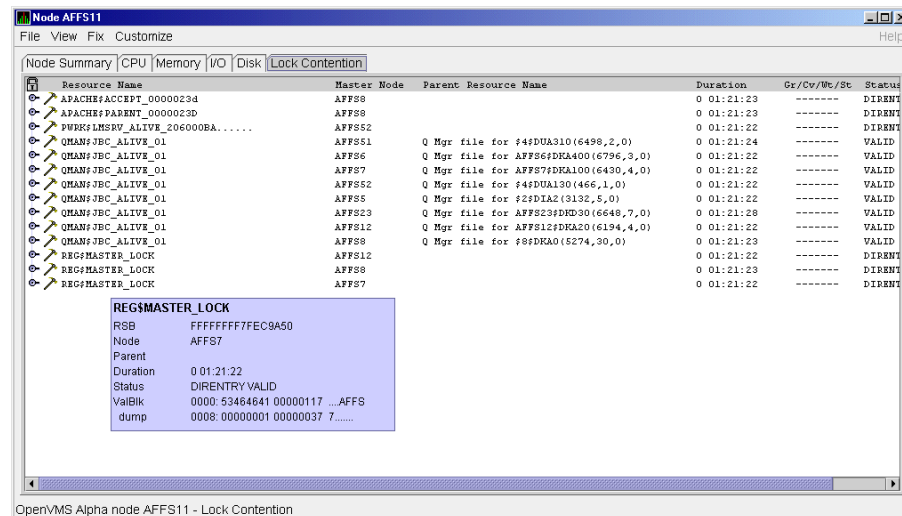 Node AFFS11
File View Fix Customize Help
Node Summary CPU Memory I/O Disk Lock Contention
Resource Name Master Node Parent Resource Name Duration Gr/Cv/Wt/St Status
APACHE$ACCEPT_0000023d AFFS8 0 01:21:23 ------- DIRENT
APACHE$PARENT_0000023D AFFS8 0 01:21:23 ------- DIRENT
PWRK$LMSRV_ALIVE_206000BA...... AFFS52 0 01:21:22 ------- DIRENT
QMAN$JBC_ALIVE_01 AFFS51 Q Mgr file for $4$DUA310(6498,2,0) 0 01:21:24 ------- VALID
QMAN$JBC_ALIVE_01 AFFS6 Q Mgr file for AFFS6$DKA400(6796,3,0) 0 01:21:22 ------- VALID
QMAN$JBC_ALIVE_01 AFFS7 Q Mgr file for AFFS7$DKA100(6430,4,0) 0 01:21:22 ------- VALID
QMAN$JBC_ALIVE_01 AFFS52 Q Mgr file for $4$DUA130(466,1,0) 0 01:21:22 ------- VALID
QMAN$JBC_ALIVE_01 AFFS5 Q Mgr file for $2$DIA2(3132,5,0) 0 01:21:22 ------- VALID
QMAN$JBC_ALIVE_01 AFFS23 Q Mgr file for AFFS23$DKD30(6648,7,0) 0 01:21:28 ------- VALID
QMAN$JBC_ALIVE_01 AFFS12 Q Mgr file for AFFS12$DKA20(6194,4,0) 0 01:21:22 ------- VALID
QMAN$JBC_ALIVE_01 AFFS8 Q Mgr file for $8$DKA0(5274,30,0) 0 01:21:23 ------- VALID
REG$MASTER_LOCK AFFS12 0 01:21:22 ------- DIRENT
REG$MASTER_LOCK AFFS8 0 01:21:23 ------- DIRENT
REG$MASTER_LOCK AFFS7 0 01:21:22 ------- DIRENT
REG$MASTER_LOCK
RSB FFFFFFFF7FEC9A50
Node AFFS7
Parent
Duration 0 01:21:22
Status DIRENTRY VALID
ValBlk 0000: 53464641 00000117 ....AFFS
dump 0008: 00000001 00000037 7.......
OpenVMS Alpha node AFFS11 - Lock Contention